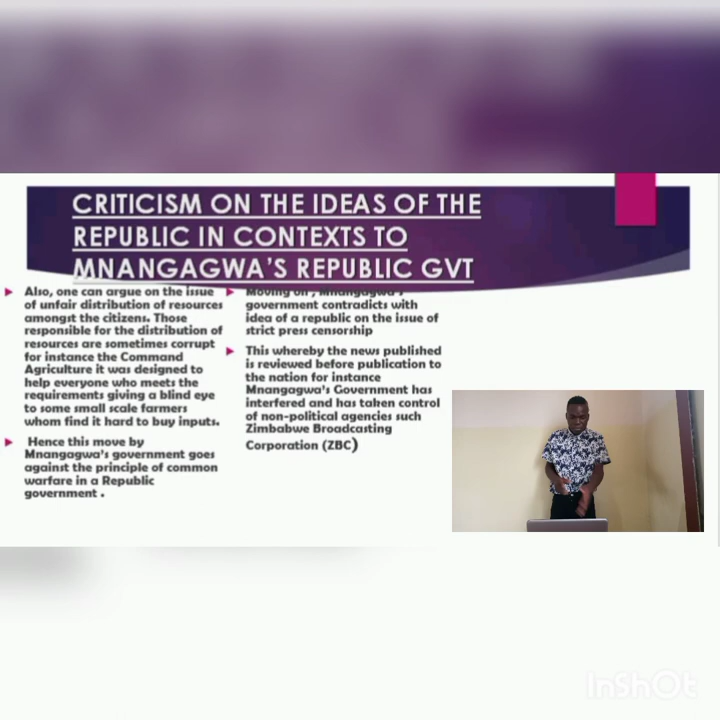 CRITICISM ON THE IDEAS OF THE
REPUBLIC IN CONTEXTS TO
MNANGAGWA'S REPUBLIC GVT
Also, one can argue on the issue
of unfair distribution of resources
amongst the citizens. Those
responsible for the distribution of
resources are sometimes corrupt
for instance the Command
Agriculture it was designed to
help everyone who meets the
requirements giving a blind eye
to some small scale farmers
whom find it hard to buy inputs.
Hence this move by
Mnangagwa's government goes
against the principle of common
warfare in a Republic
government .
Moving on , Mnangagwa's
government contradicts with
idea of a republic on the issue of
strict press censorship
This whereby the news published
is reviewed before publication to
the nation for instance
Mnangagwa's Government has
interfered and has taken control
of non-political agencies such
Zimbabwe Broadcasting
Corporation (ZBC)
InShOt